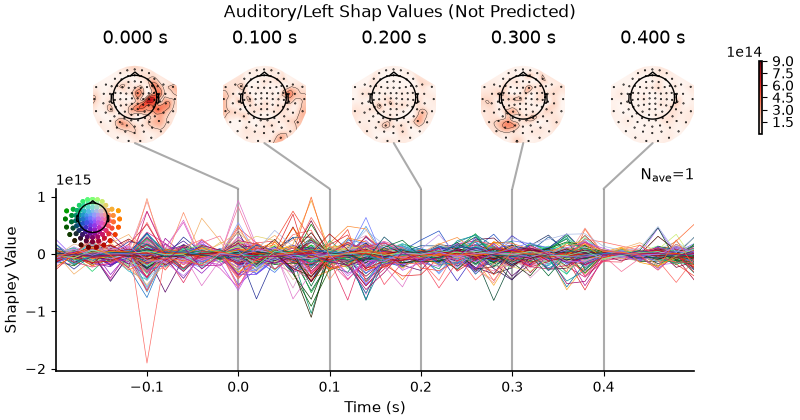 Auditory/Left Shap Values (Not Predicted)
0.000 s 0.100 s 0.200 s 0.300 s 0.400 s
1e14
9.0
7.5
6.0
4.5
3.0
1.5
Nave=1
1e15
1
0
−1
−2
Shapley Value
−0.1 0.0 0.1 0.2 0.3 0.4
Time (s)